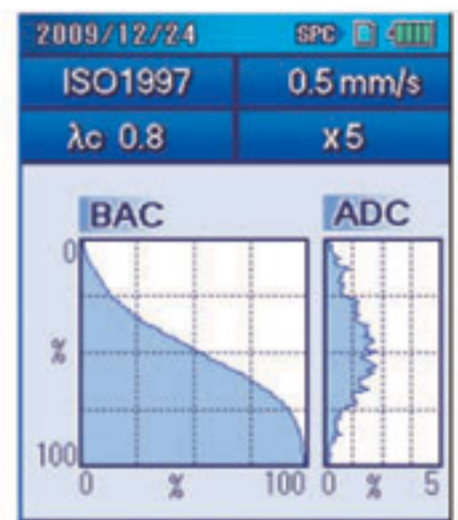 2009/12/24 SPC
ISO1997 0.5 mm/s
λc 0.8 x5
BAC ADC
0
%
100
0 % 100 0 % 5